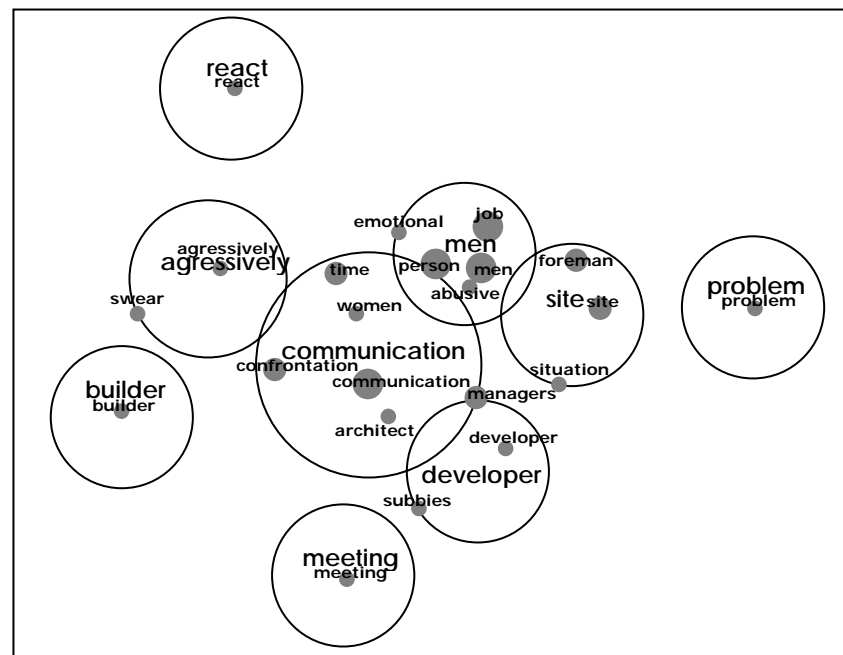 react
react
emotional
job
men
agressively
agressively
person
men
foreman
time
abusive
problem
problem
swear
women
site
site
communication
confrontation
communication
situation
builder
builder
managers
architect
developer
developer
subbies
meeting
meeting